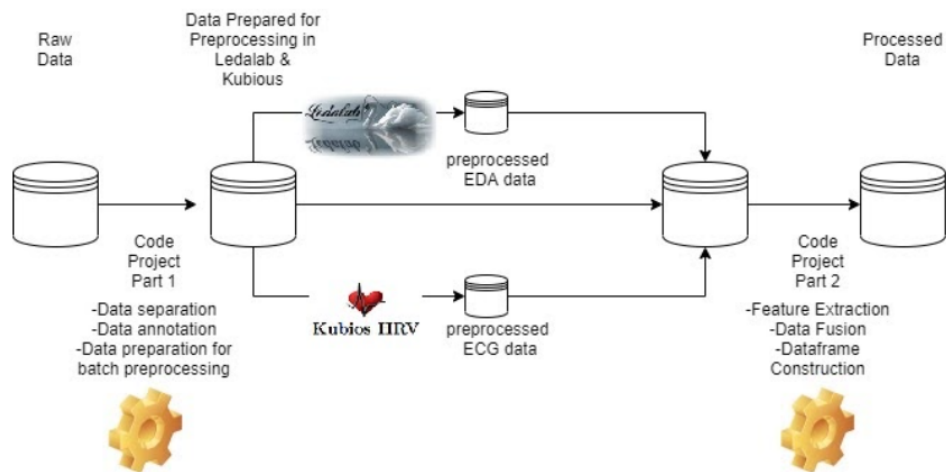 Raw
Data
Data Prepared for
Preprocessing in
Ledalab &
Kubious
Processed
Data
Ledalab
preprocessed
EDA data
Code
Project
Part 1
-Data separation
-Data annotation
-Data preparation for
batch preprocessing
Kubios HRV
preprocessed
ECG data
Code
Project
Part 2
-Feature Extraction
-Data Fusion
-Dataframe
Construction